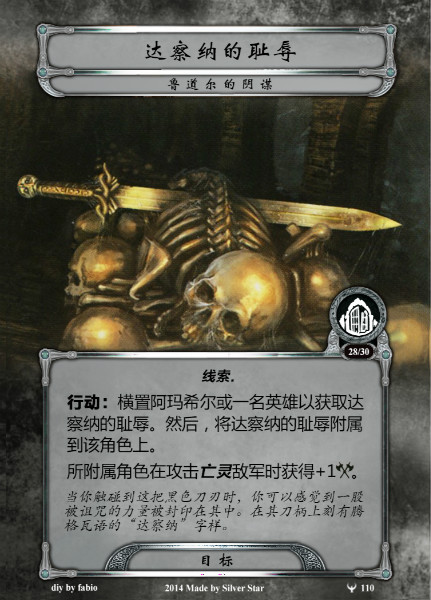 达察纳的耻辱
鲁道尔的阴谋
28/30
线索.
行动：横置阿玛希尔或一名英雄以获取达
察纳的耻辱。然后，将达察纳的耻辱附属
到该角色上。
所附属角色在攻击亡灵敌军时获得+1。
当你触碰到这把黑色刀刃时，你可以感觉到一股
被诅咒的力量被封印在其中。在其刀柄上刻有腾
格瓦语的“达察纳”字祥。
目标
diy by fabio
2014 Made by Silver Star
110